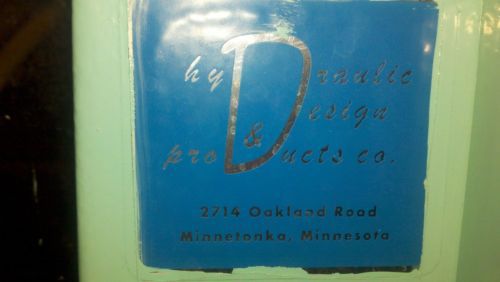 hyDraulic
Design
&
proDucts co.
2714 Oakland Road
Minnetonka, Minnesota